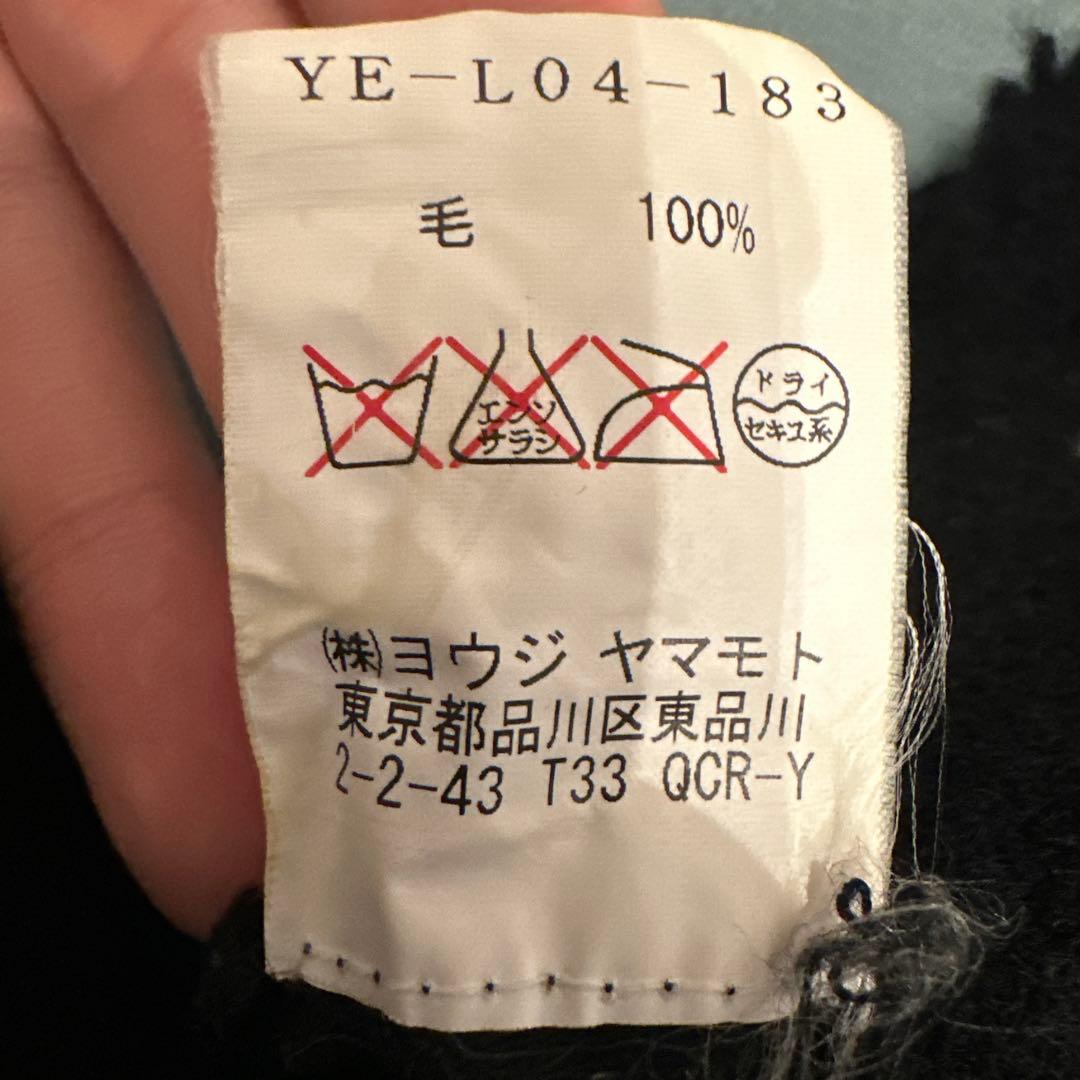 YE-L04-183
毛 100%
エンソ
サラシ
ドライ
セキユ系
㈱ヨウジ ヤマモト
東京都品川区東品川
2-2-43 T33 QCR-Y